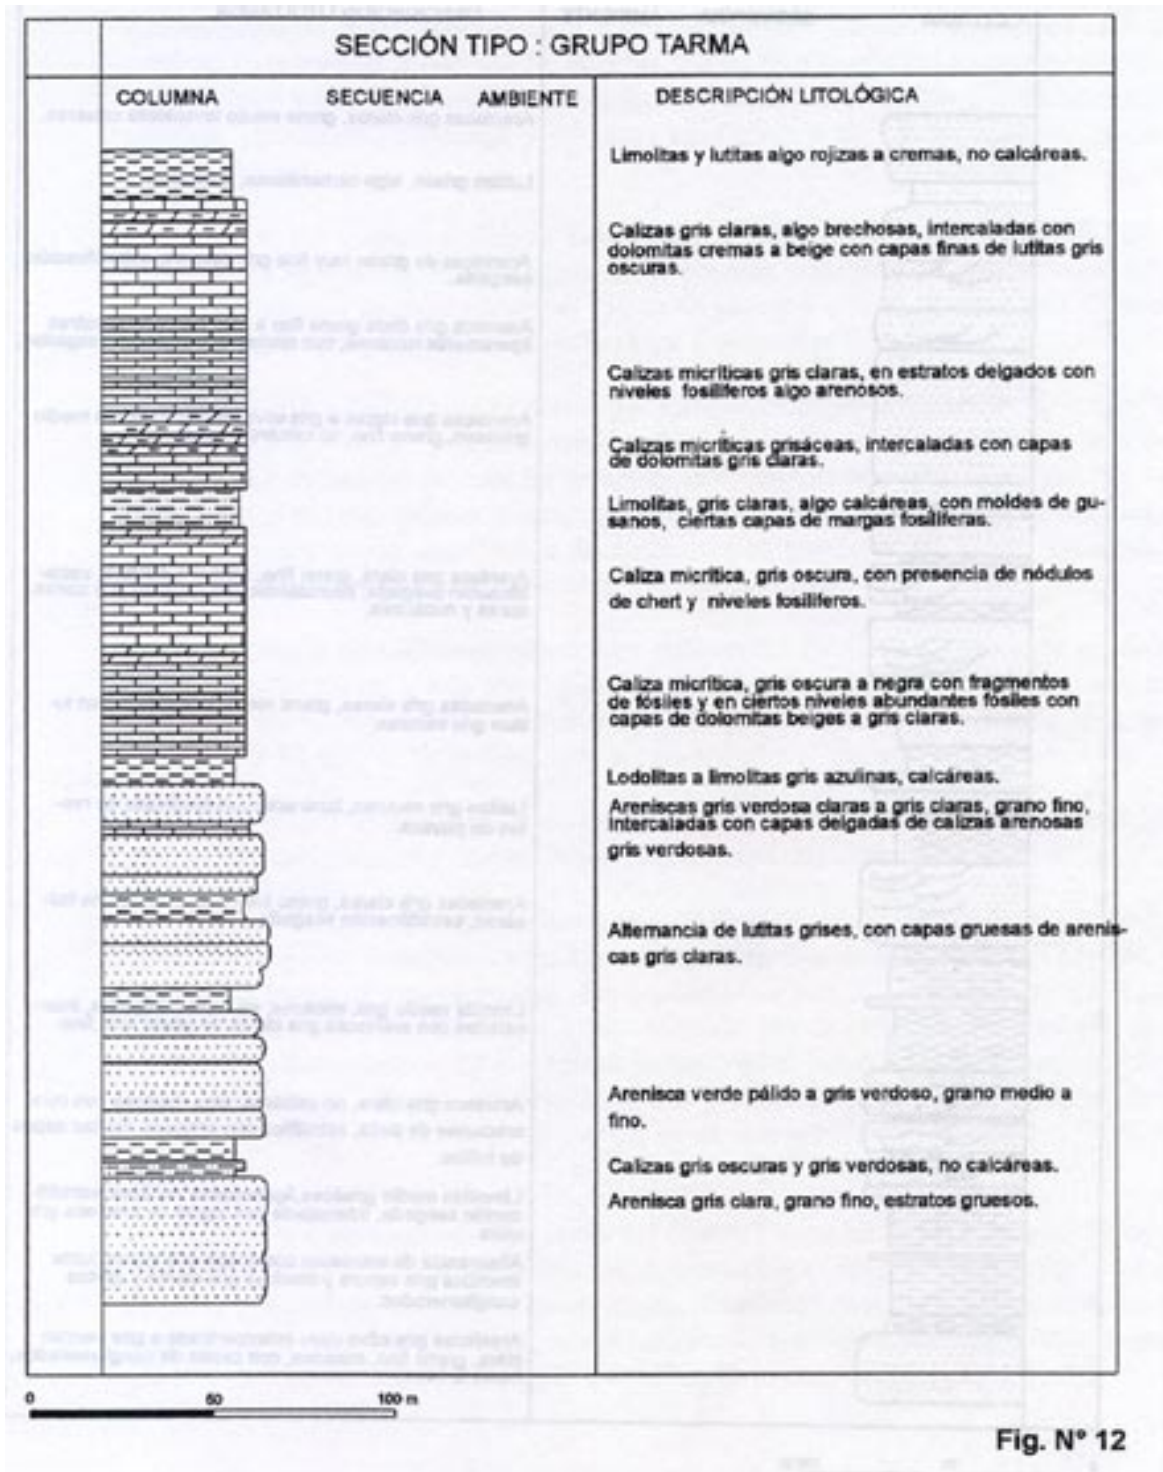 SECCIÓN TIPO : GRUPO TARMA
COLUMNA SECUENCIA AMBIENTE DESCRIPCIÓN LITOLÓGICA
Limolitas y lutitas algo rojizas a cremas, no calcáreas.
Calizas gris claras, algo brechosas, intercaladas con
dolomitas cremas a beige con capas finas de lutitas gris
oscuras.
Calizas micríticas gris claras, en estratos delgados con
niveles fosilíferos algo arenosos.
Calizas micríticas grisáceas, intercaladas con capas
de dolomitas gris claras.
Limolitas, gris claras, algo calcáreas, con moldes de gu-
sanos, ciertas capas de margas fosilíferas.
Caliza micrítica, gris oscura, con presencia de nódulos
de chert y niveles fosilíferos.
Caliza micrítica, gris oscura a negra con fragmentos
de fósiles y en ciertos niveles abundantes fósiles con
capas de dolomitas beiges a gris claras.
Lodolitas a limolitas gris azulinas, calcáreas.
Areniscas gris verdosa claras a gris claras, grano fino,
intercaladas con capas delgadas de calizas arenosas
gris verdosas.
Alternancia de lutitas grises, con capas gruesas de arenis-
cas gris claras.
Arenisca verde pálido a gris verdoso, grano medio a
fino.
Calizas gris oscuras y gris verdosas, no calcáreas.
Arenisca gris clara, grano fino, estratos gruesos.
0 50 100 m
Fig. N° 12